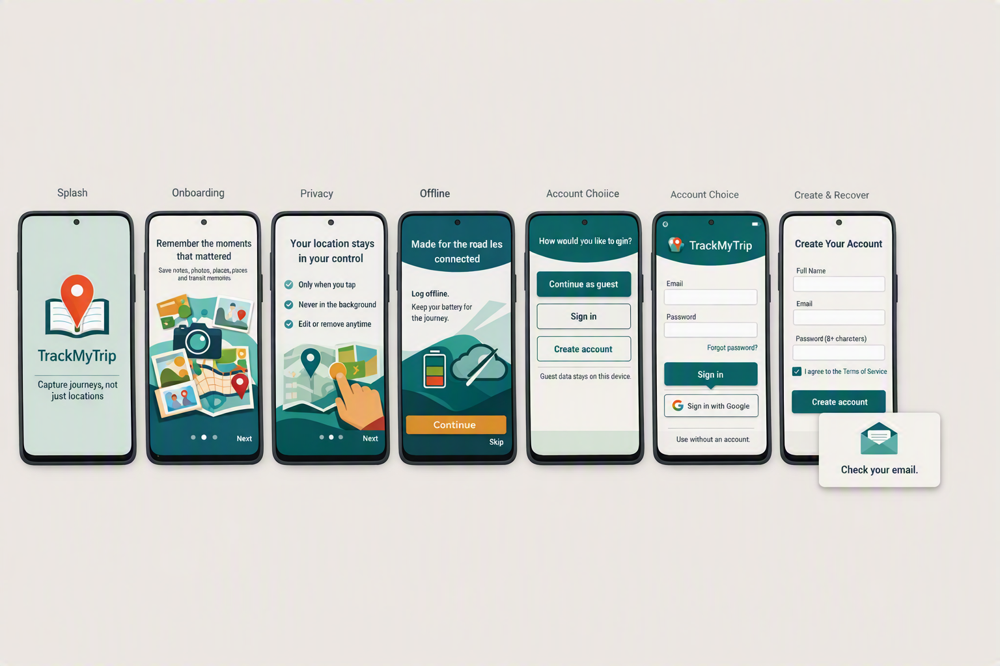 Splash
Onboarding
Privacy
Offline
Account Choiice
Account Choice
Create & Recover
TrackMyTrip
Capture journeys, not
just locations
Remember the moments
that mattered
Save notes, photos, places, places
and transit memories
Next
Your location stays
in your control
Only when you tap
Never in the background
Edit or remove anytime
Next
Made for the road les
connected
Log offline.
Keep your battery for
the journey.
Continue
Skip
How would you like to
Continue as guest
Sign in
Create account
Guest data stays on this device.
TrackMyTrip
Email
Password
Forgot password?
Sign in
Sign in with Google
Use without an account.
Create Your Account
Full Name
Email
Password (8+ charcters)
I agree to the Terms of Service
Create account
Check your email.